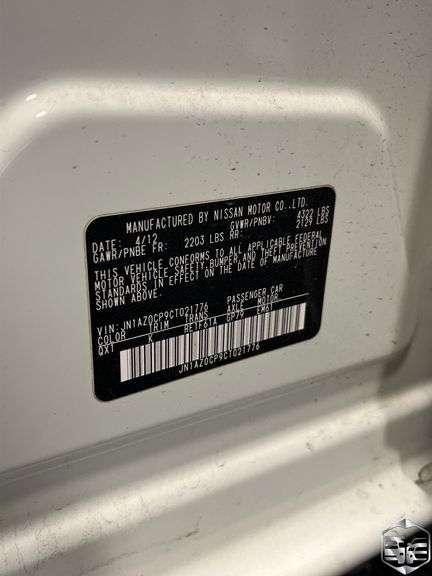 MANUFACTURED BY NISSAN MOTOR CO.,LTD.
DATE: 4/12 GVWR/PNBV: 4322 LBS
GAWR/PNBE FR: 2203 LBS RR: 2129 LBS
THIS VEHICLE CONFORMS TO ALL APPLICABLE FEDERAL
MOTOR VEHICLE SAFETY,BUMPER,AND THEFT PREVENTION
STANDARDS IN EFFECT ON THE DATE OF MANUFACTURE
SHOWN ABOVE.
VIN: JN1AZ0CP9CT021776 PASSENGER CAR
COLOR TRIM TRANS AXLE MOTOR
QX1 K RE1F61A GP79 EM61
JN1AZ0CP9CT021776